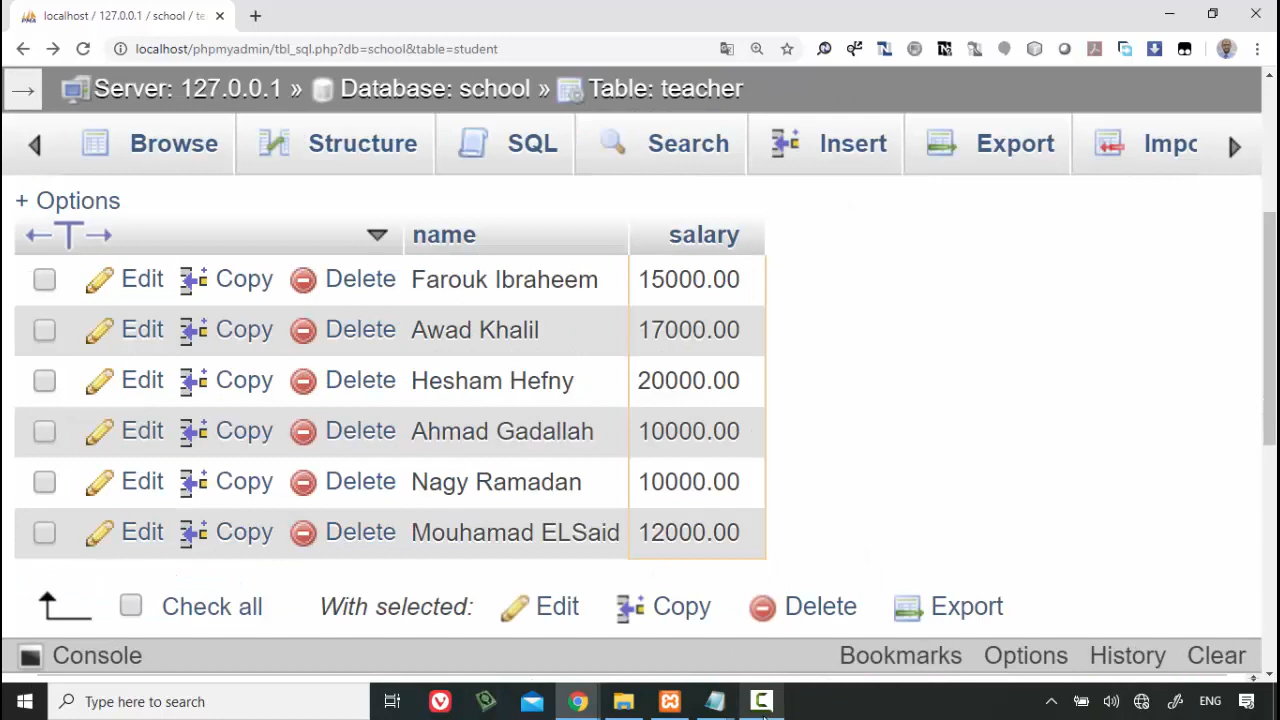 localhost / 127.0.0.1 / school / te
localhost/phpmyadmin/tbl_sql.php?db=school&table=student
Server: 127.0.0.1 » Database: school » Table: teacher
Browse Structure SQL Search Insert Export Impo
+ Options
name salary
Edit Copy Delete Farouk Ibraheem 15000.00
Edit Copy Delete Awad Khalil 17000.00
Edit Copy Delete Hesham Hefny 20000.00
Edit Copy Delete Ahmad Gadallah 10000.00
Edit Copy Delete Nagy Ramadan 10000.00
Edit Copy Delete Mouhamad ELSaid 12000.00
Check all With selected: Edit Copy Delete Export
Console Bookmarks Options History Clear
Type here to search ENG